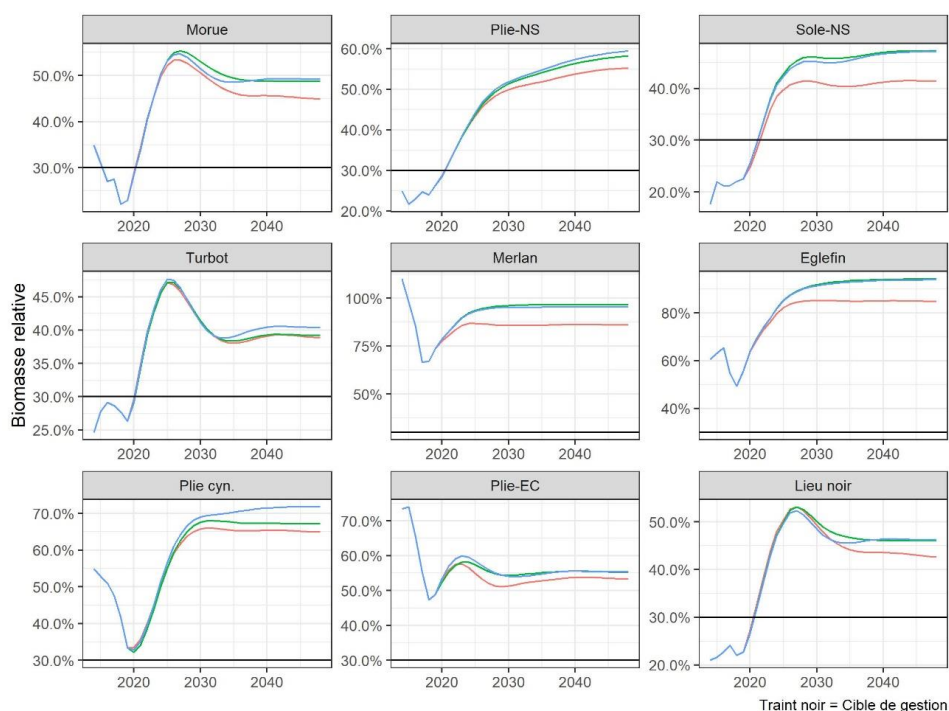 Morue
Plie-NS
Sole-NS
50.0%
40.0%
30.0%
2020 2030 2040
60.0%
50.0%
40.0%
30.0%
20.0%
2020 2030 2040
40.0%
30.0%
20.0%
2020 2030 2040
Biomasse relative
Turbot
Merlan
Eglefin
45.0%
40.0%
35.0%
30.0%
25.0%
2020 2030 2040
100%
75%
50%
2020 2030 2040
80%
60%
40%
2020 2030 2040
Plie cyn.
Plie-EC
Lieu noir
70.0%
60.0%
50.0%
40.0%
30.0%
2020 2030 2040
70.0%
60.0%
50.0%
40.0%
30.0%
2020 2030 2040
50.0%
40.0%
30.0%
20.0%
2020 2030 2040
Traint noir = Cible de gestion